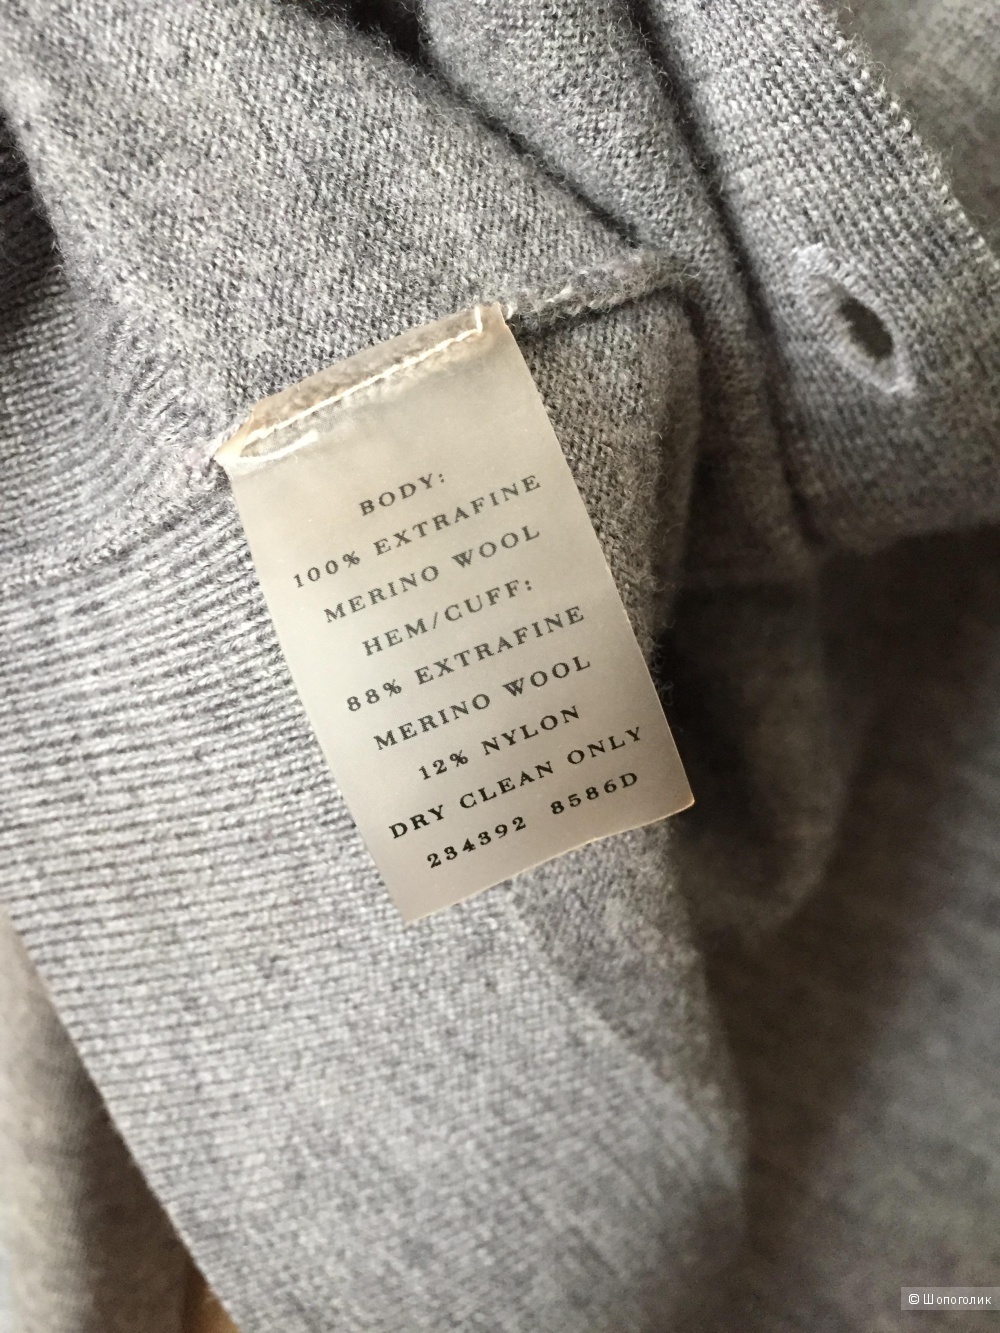 BODY:
100% EXTRAFINE
MERINO WOOL
HEM/CUFF:
88% EXTRAFINE
MERINO WOOL
12% NYLON
DRY CLEAN ONLY
234392 8586D
© Шопоголик